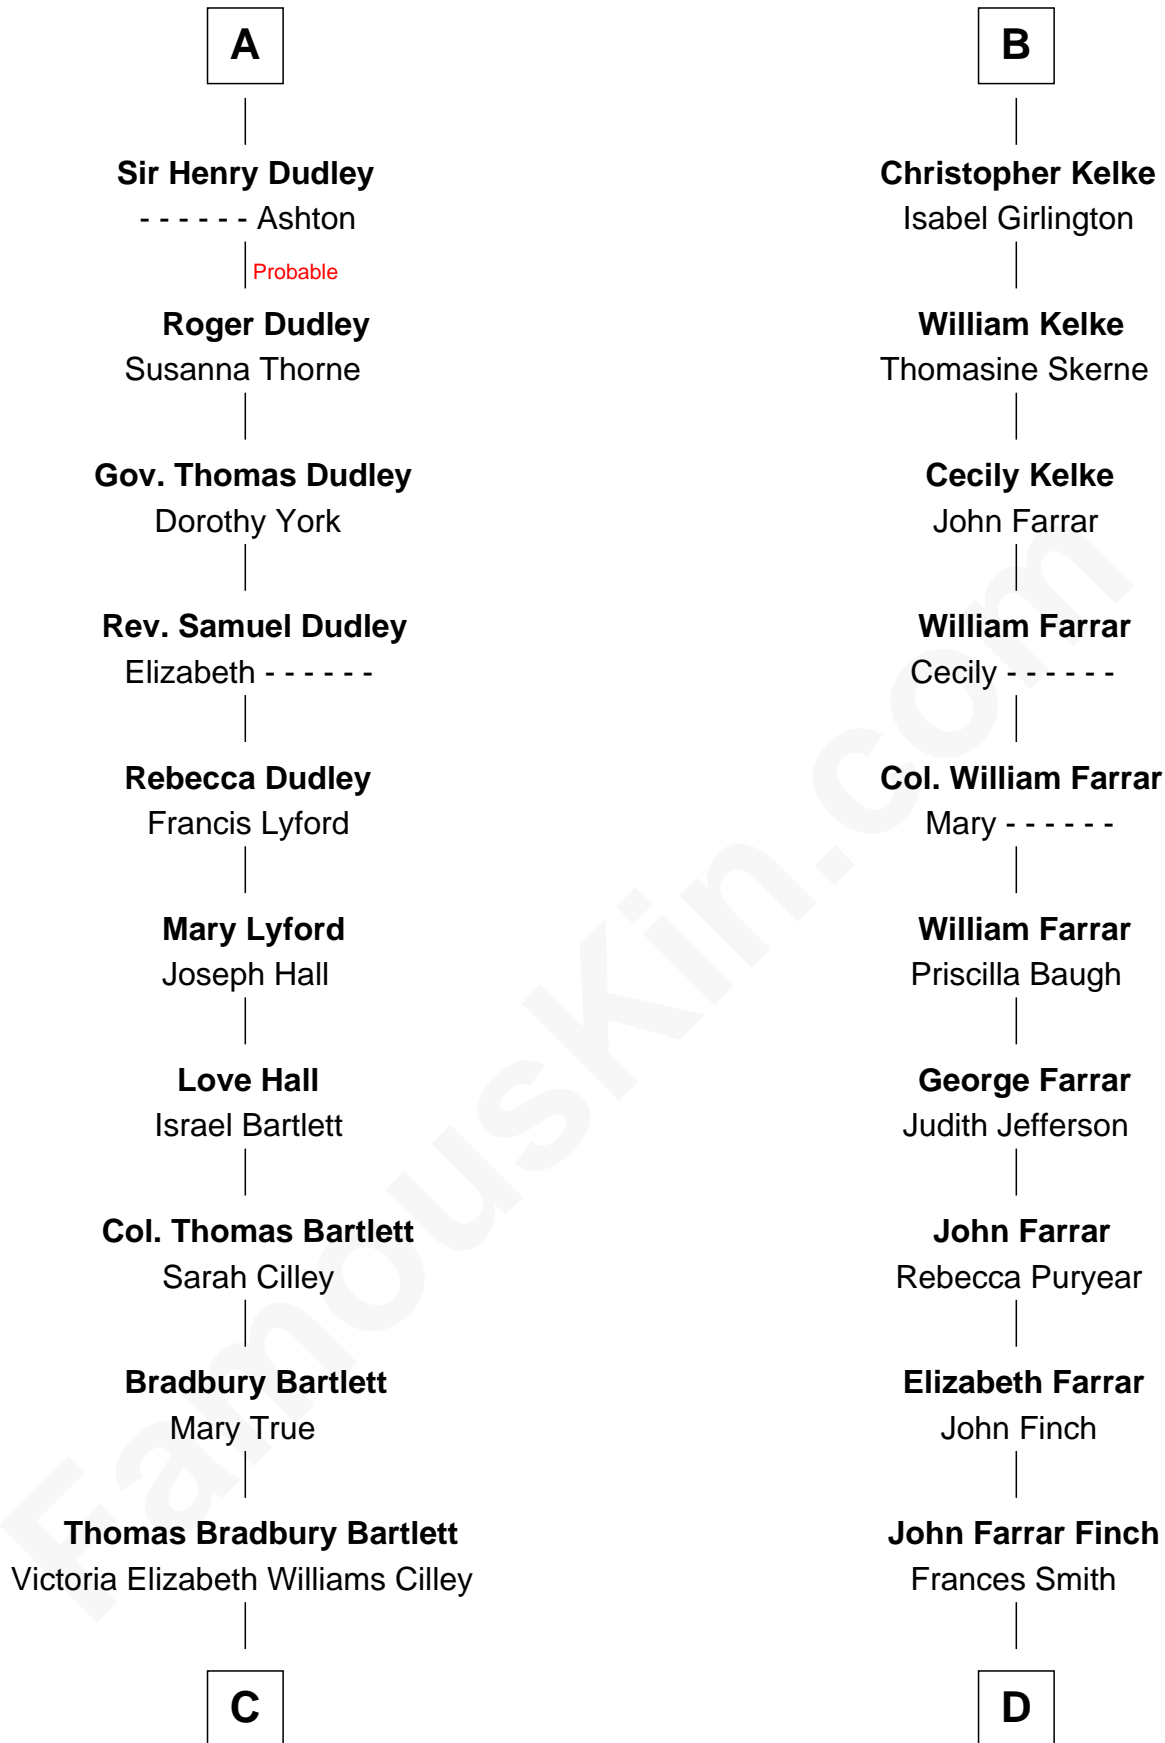 A
Sir Henry Dudley
- - - - - - Ashton
Probable
Roger Dudley
Susanna Thorne
Gov. Thomas Dudley
Dorothy York
Rev. Samuel Dudley
Elizabeth - - - - - -
Rebecca Dudley
Francis Lyford
Mary Lyford
Joseph Hall
Love Hall
Israel Bartlett
Col. Thomas Bartlett
Sarah Cilley
Bradbury Bartlett
Mary True
Thomas Bradbury Bartlett
Victoria Elizabeth Williams Cilley
C
B
Christopher Kelke
Isabel Girlington
William Kelke
Thomasine Skerne
Cecily Kelke
John Farrar
William Farrar
Cecily - - - - - -
Col. William Farrar
Mary - - - - - -
William Farrar
Priscilla Baugh
George Farrar
Judith Jefferson
John Farrar
Rebecca Puryear
Elizabeth Farrar
John Finch
John Farrar Finch
Frances Smith
D
FamousKin.com